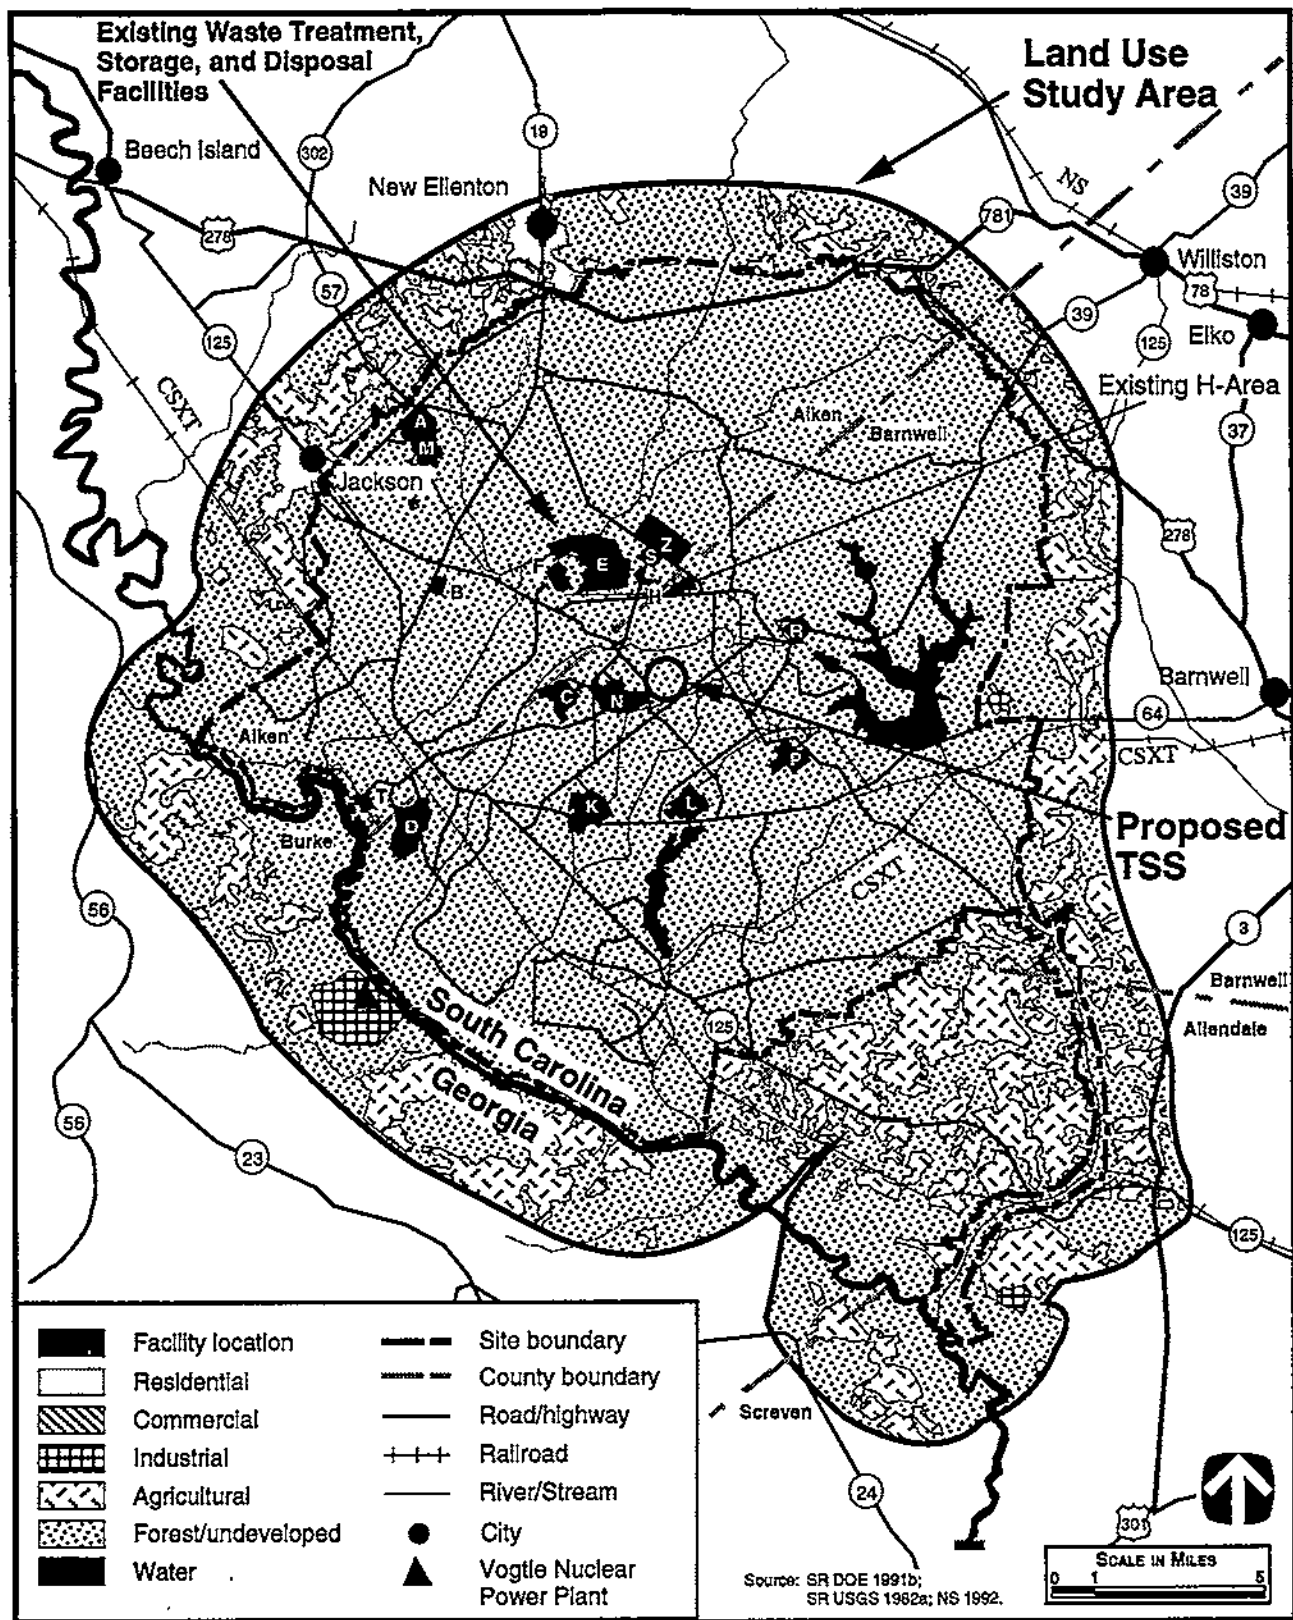 Existing Waste Treatment,
Storage, and Disposal
Facilities
Land Use
Study Area
Beech Island
302
19
New Ellenton
278
NS
39
781
Williston
78
57
39
125
Elko
125
CSXT
Existing H-Area
Aiken
Barnwell
37
A
M
Jackson
278
Z
S
F
E
B
H
R
C
N
Barnwell
64
CSXT
Aiken
P
T
D
K
L
Proposed
TSS
Burke
CSXT
56
3
Barnwell
Allendale
South Carolina
Georgia
125
56
23
125
Facility location
Residential
Commercial
Industrial
Agricultural
Forest/undeveloped
Water
Site boundary
County boundary
Road/highway
Railroad
River/Stream
City
Vogtle Nuclear
Power Plant
Screven
24
301
SCALE IN MILES
0 1 5
Source: SR DOE 1991b;
SR USGS 1982a; NS 1992.